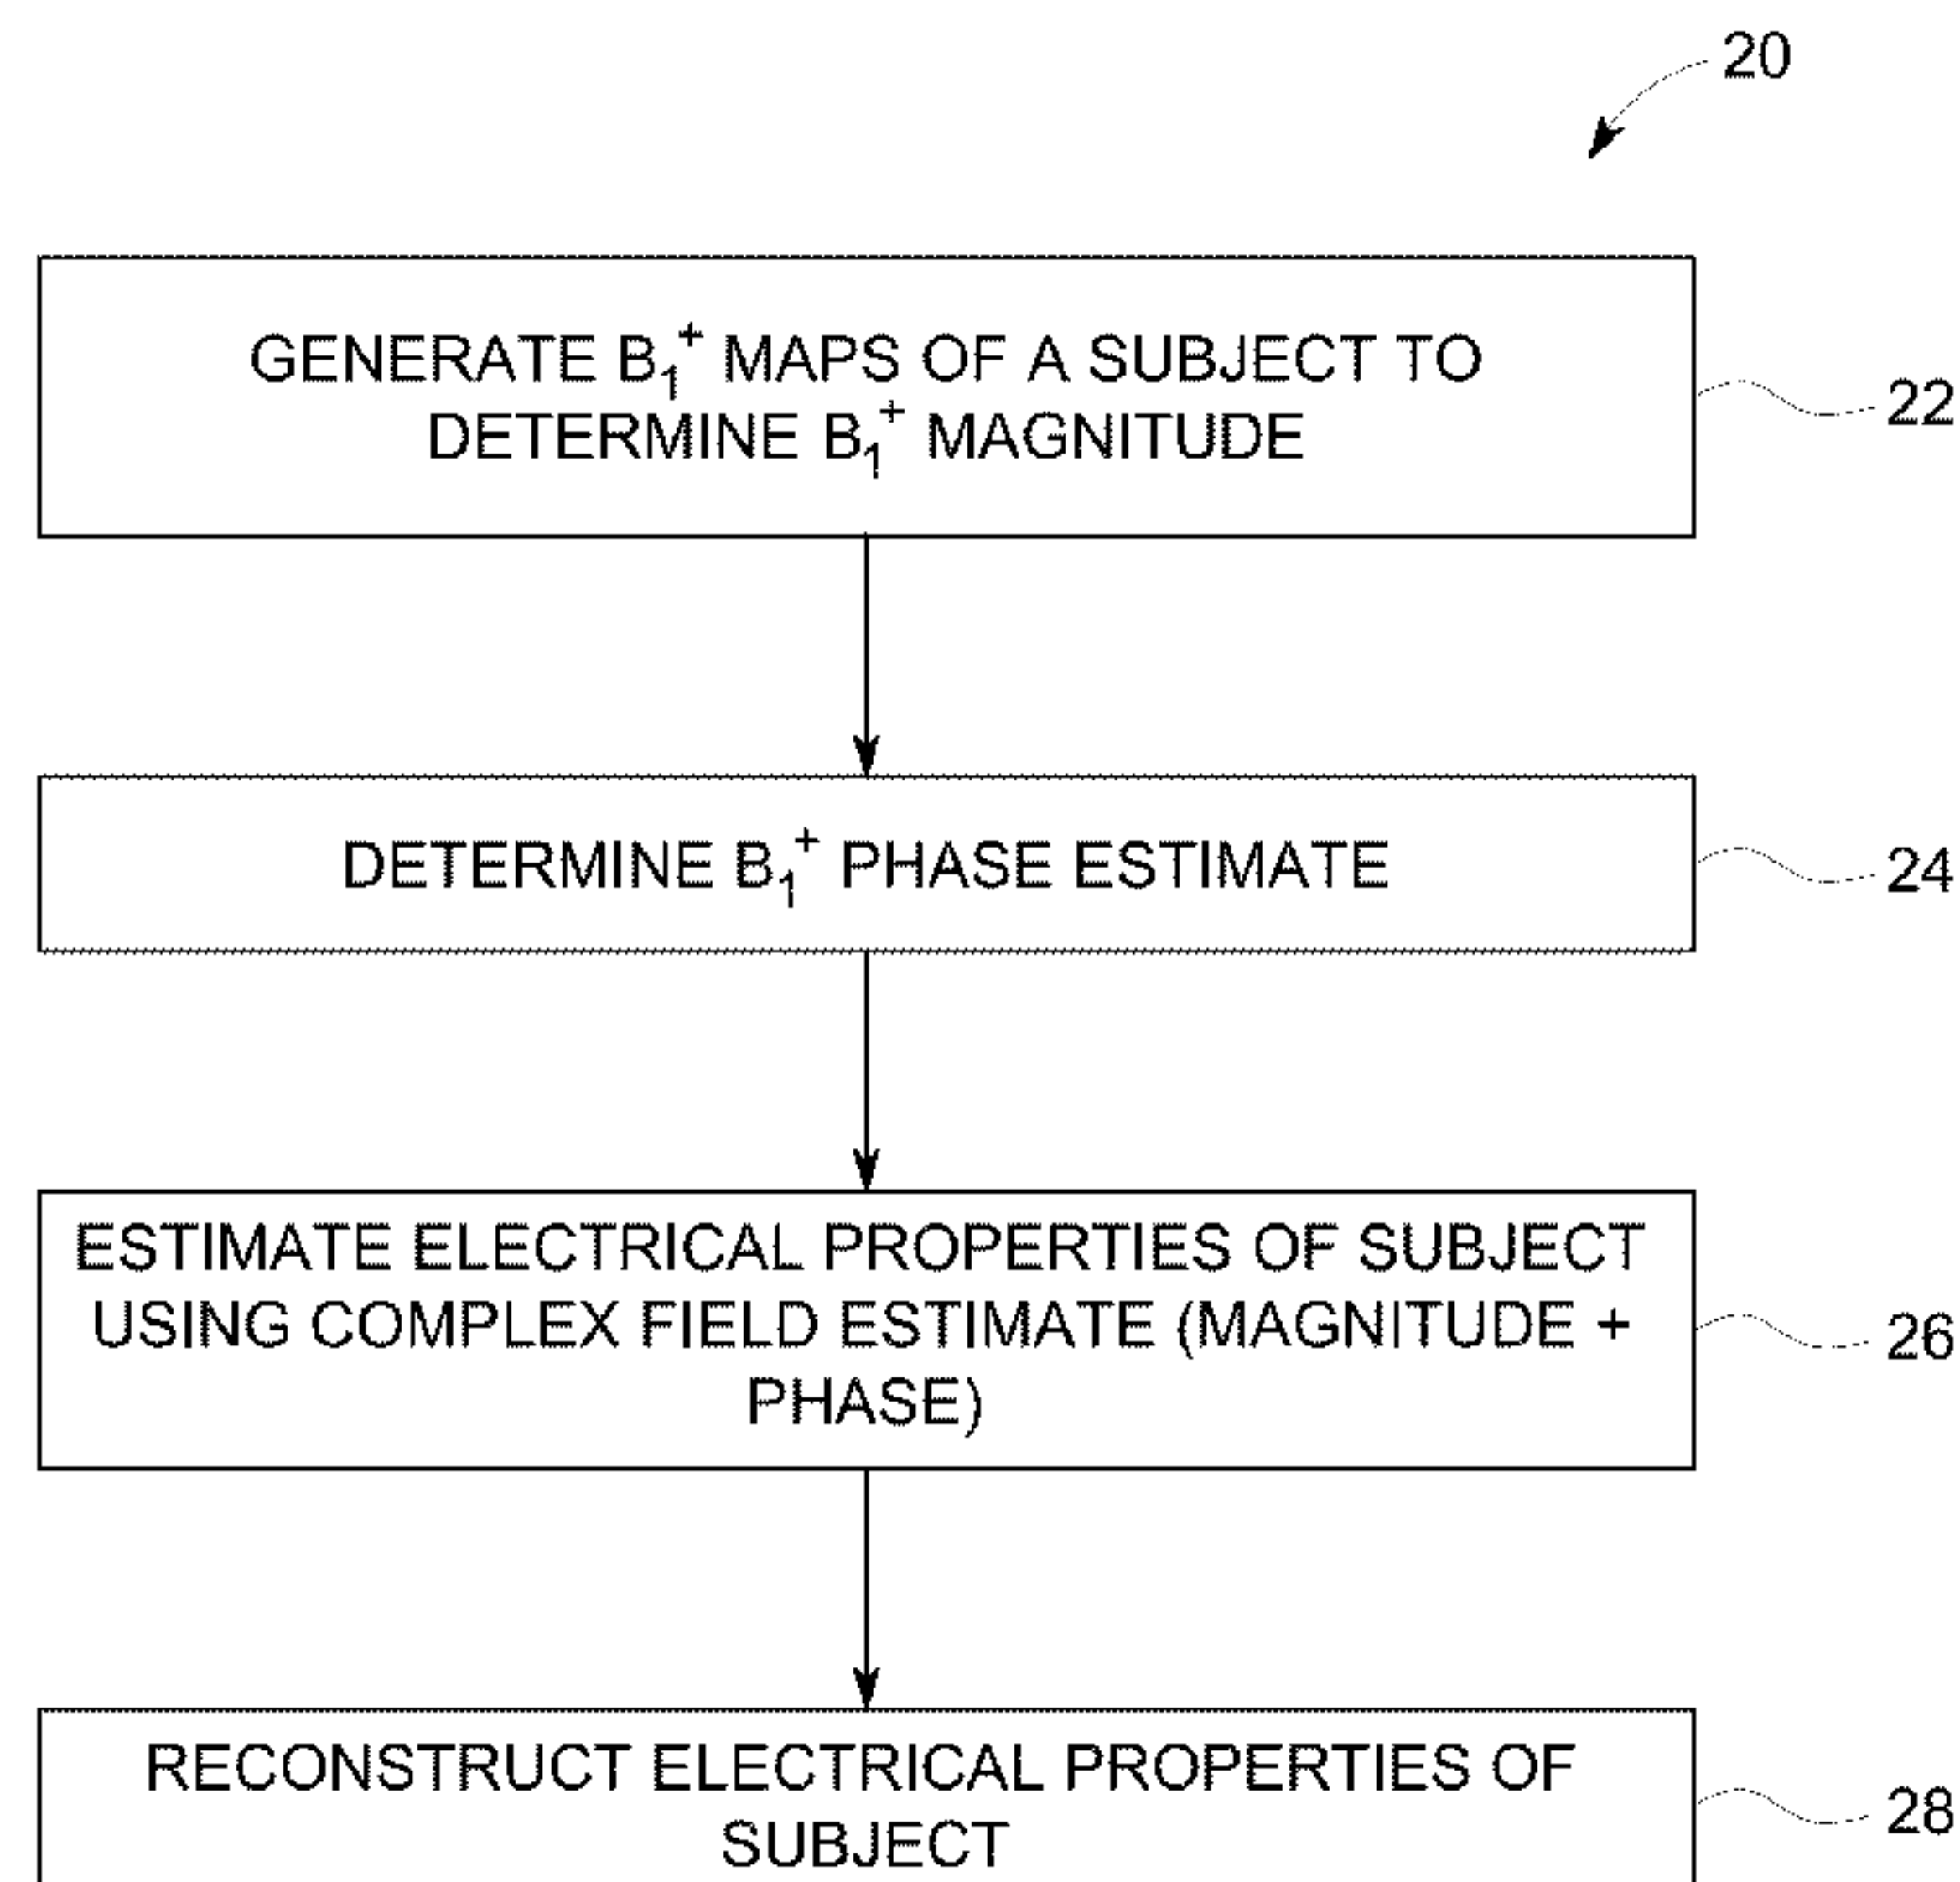 20
GENERATE B₁⁺ MAPS OF A SUBJECT TO
DETERMINE B₁⁺ MAGNITUDE
22
DETERMINE B₁⁺ PHASE ESTIMATE
24
ESTIMATE ELECTRICAL PROPERTIES OF SUBJECT
USING COMPLEX FIELD ESTIMATE (MAGNITUDE +
PHASE)
26
RECONSTRUCT ELECTRICAL PROPERTIES OF
SUBJECT
28